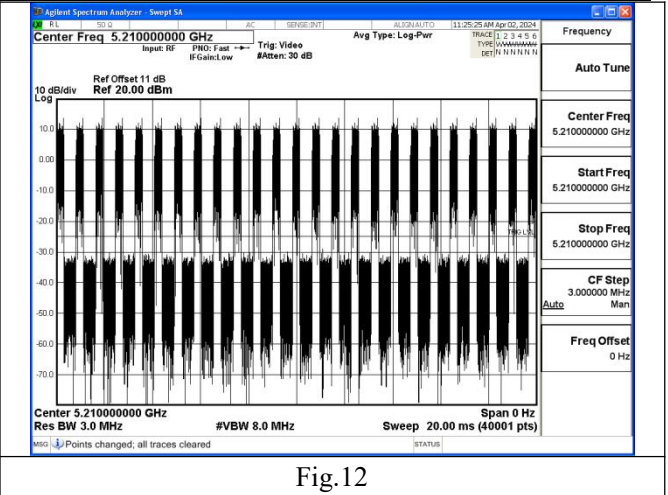 Agilent Spectrum Analyzer - Swept SA
RL 50 Ω AC SENSE:INT ALIGNAUTO 11:25:25 AM Apr 02, 2024
Center Freq 5.210000000 GHz
Input: RF PNO: Fast
IFGain:Low
Trig: Video
#Atten: 30 dB
Avg Type: Log-Pwr
TRACE 1 2 3 4 5 6
TYPE
DET N N N N N N
Ref Offset 11 dB
10 dB/div Ref 20.00 dBm
Log
10.0
0.00
-10.0
-20.0
-30.0
-40.0
-50.0
-60.0
-70.0
Center 5.210000000 GHz Span 0 Hz
Res BW 3.0 MHz #VBW 8.0 MHz Sweep 20.00 ms (40001 pts)
MSG Points changed; all traces cleared STATUS
Frequency
Auto Tune
Center Freq
5.210000000 GHz
Start Freq
5.210000000 GHz
Stop Freq
5.210000000 GHz
CF Step
3.000000 MHz
Auto Man
Freq Offset
0 Hz
Fig.12